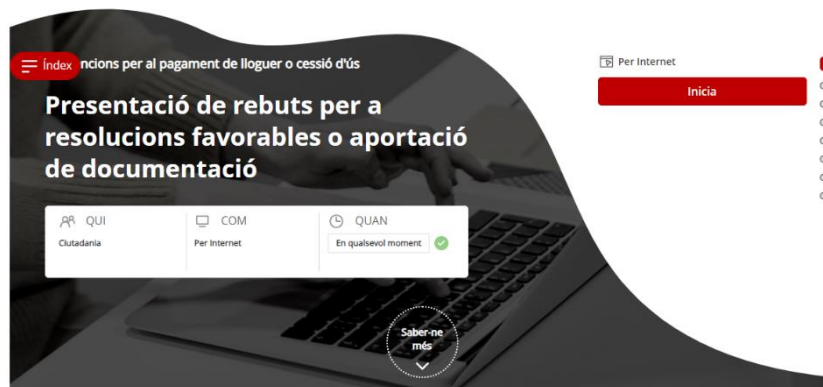 Índex
ncions per al pagament de lloguer o cessió d'ús
Presentació de rebuts per a
resolucions favorables o aportació
de documentació
QUI
Ciutadania
COM
Per Internet
QUAN
En qualsevol moment
Saber-ne
més
Per Internet
Inicia